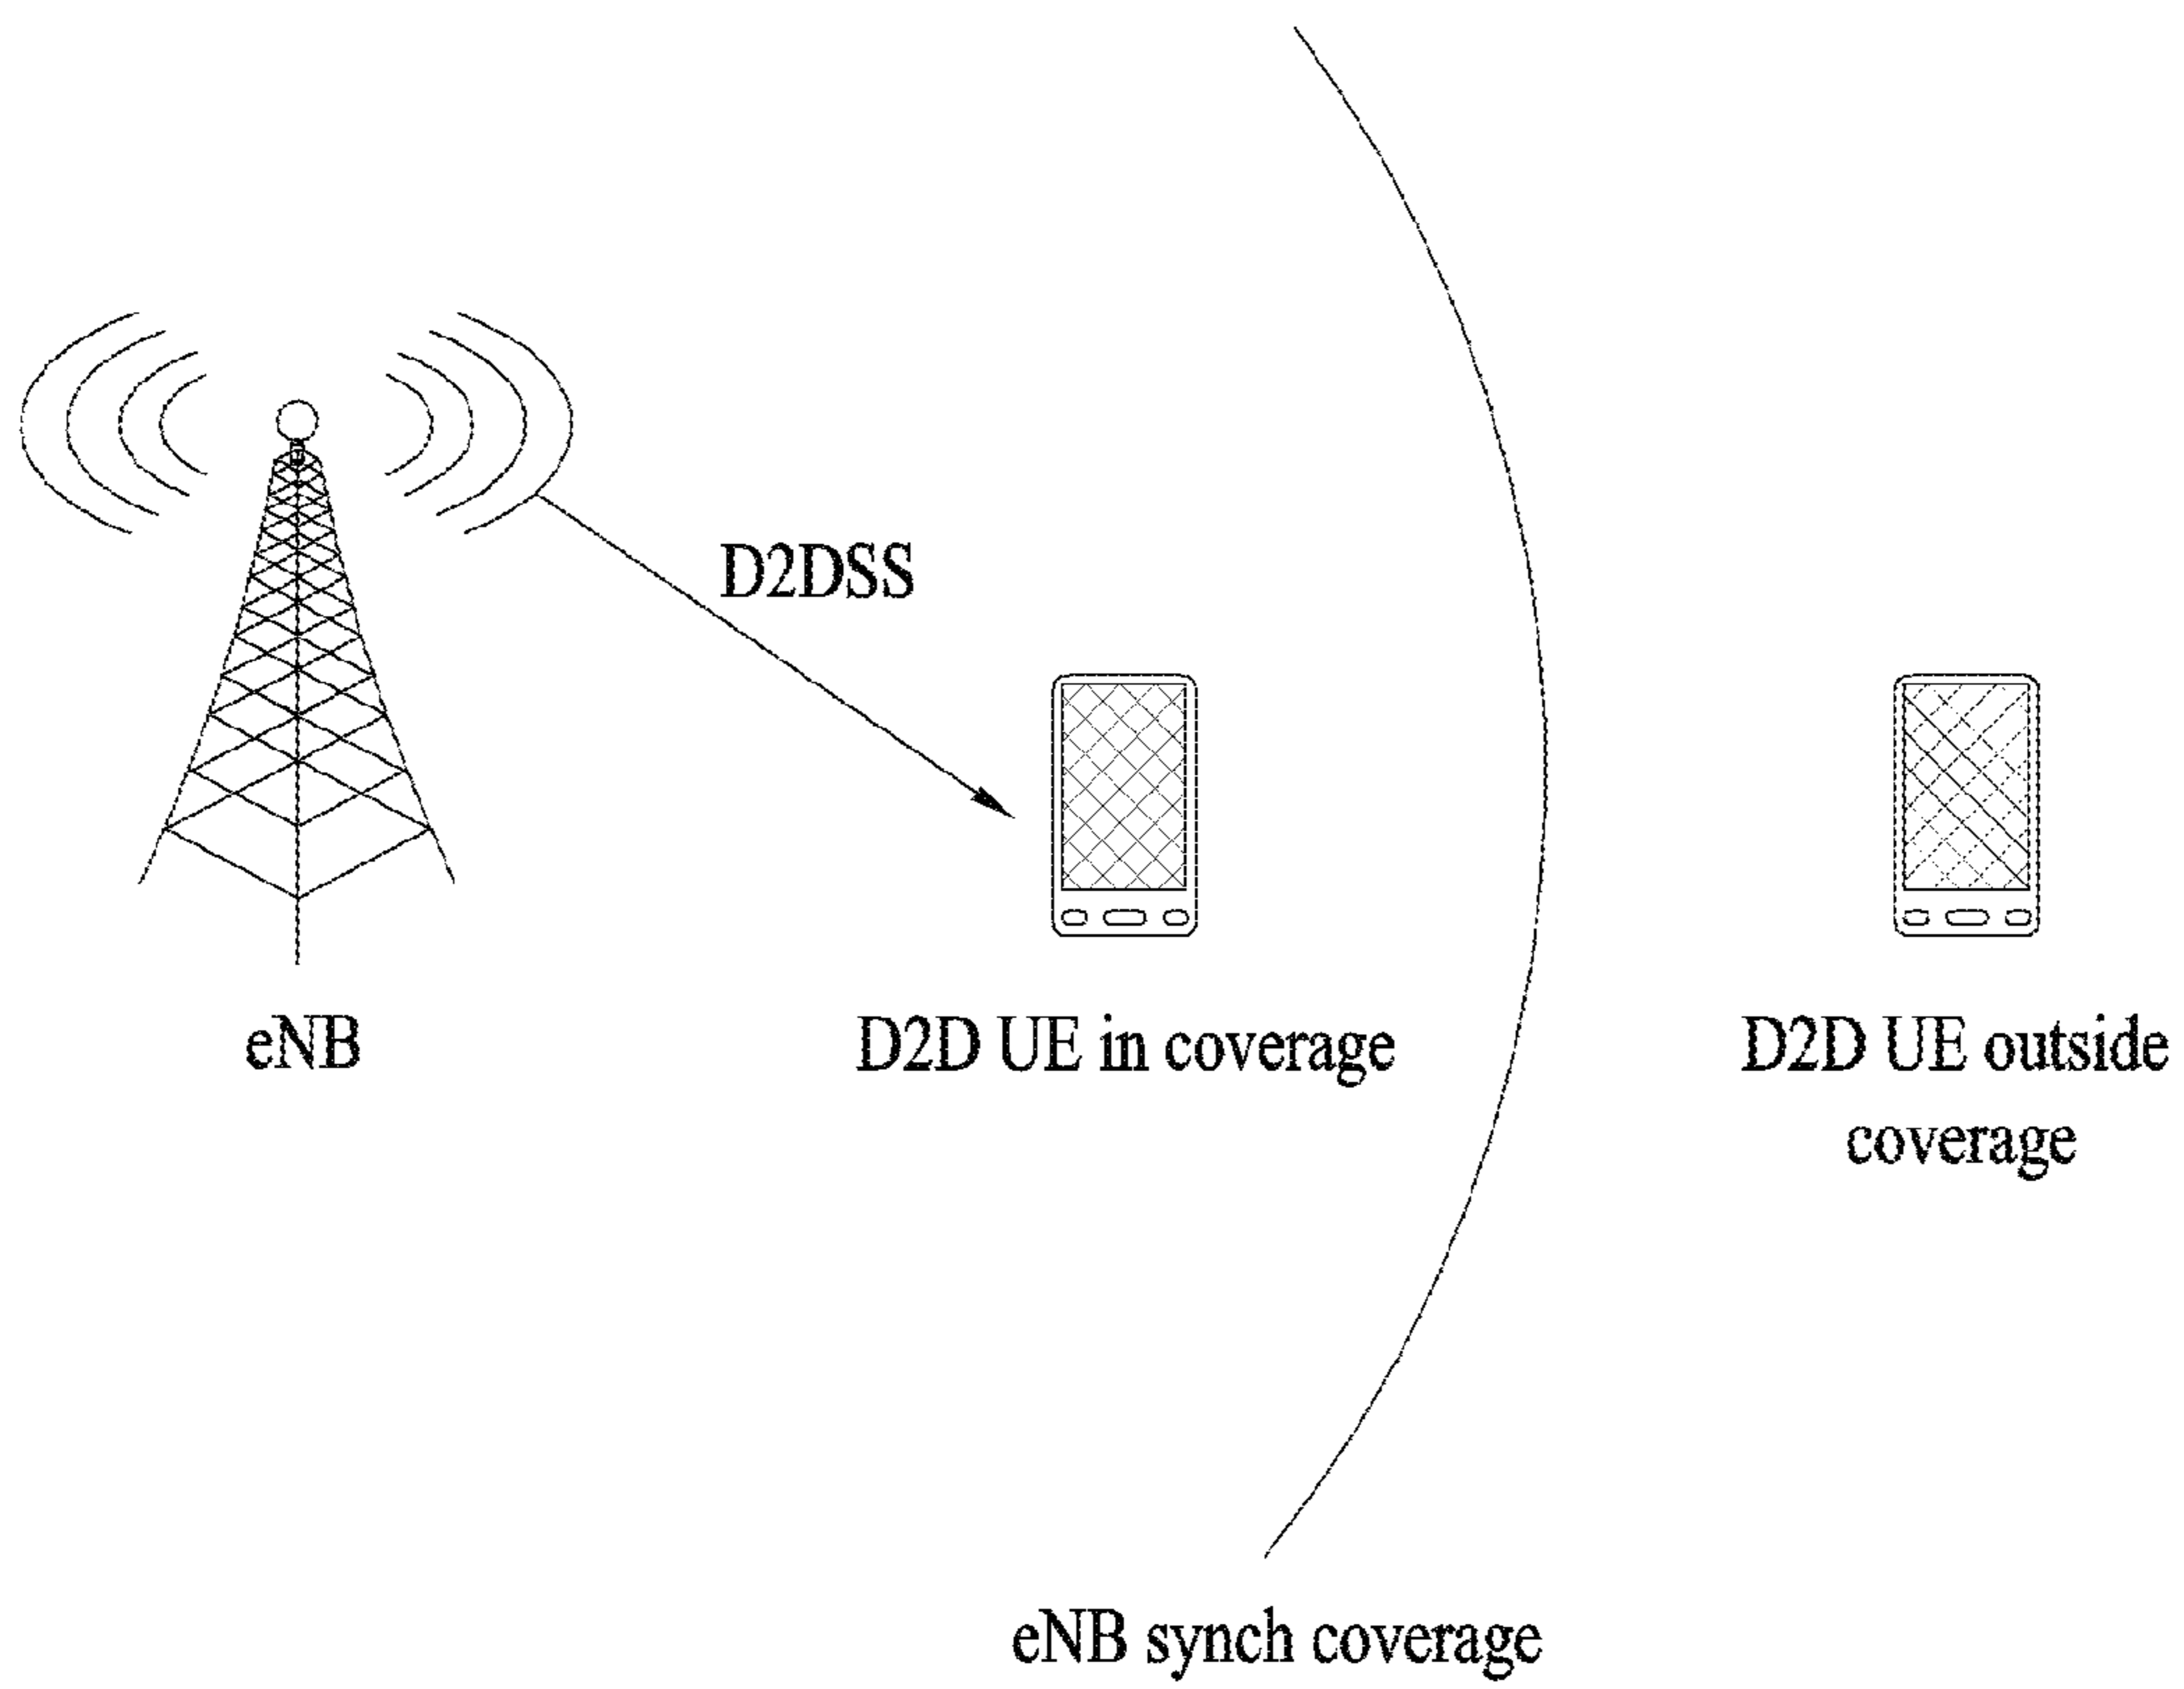 D2DSS
eNB
D2D UE in coverage
D2D UE outside
coverage
eNB synch coverage